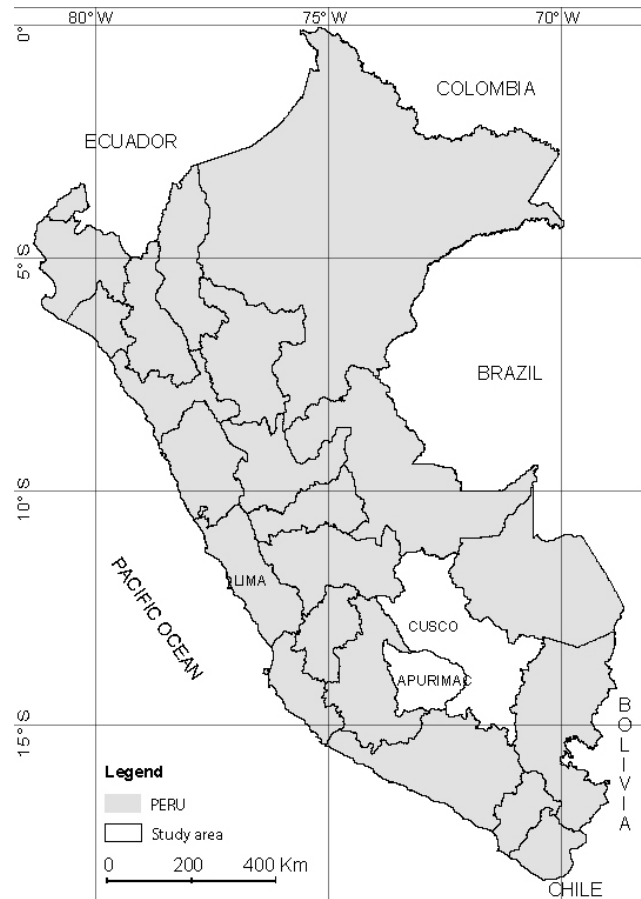 80°W 75°W 70°W
0°
COLOMBIA
ECUADOR
5° S
BRAZIL
10°S
PACIFIC OCEAN
LIMA
CUSCO
APURIMAC
15°S
BOLIVIA
Legend
PERU
Study area
0 200 400 Km
CHILE